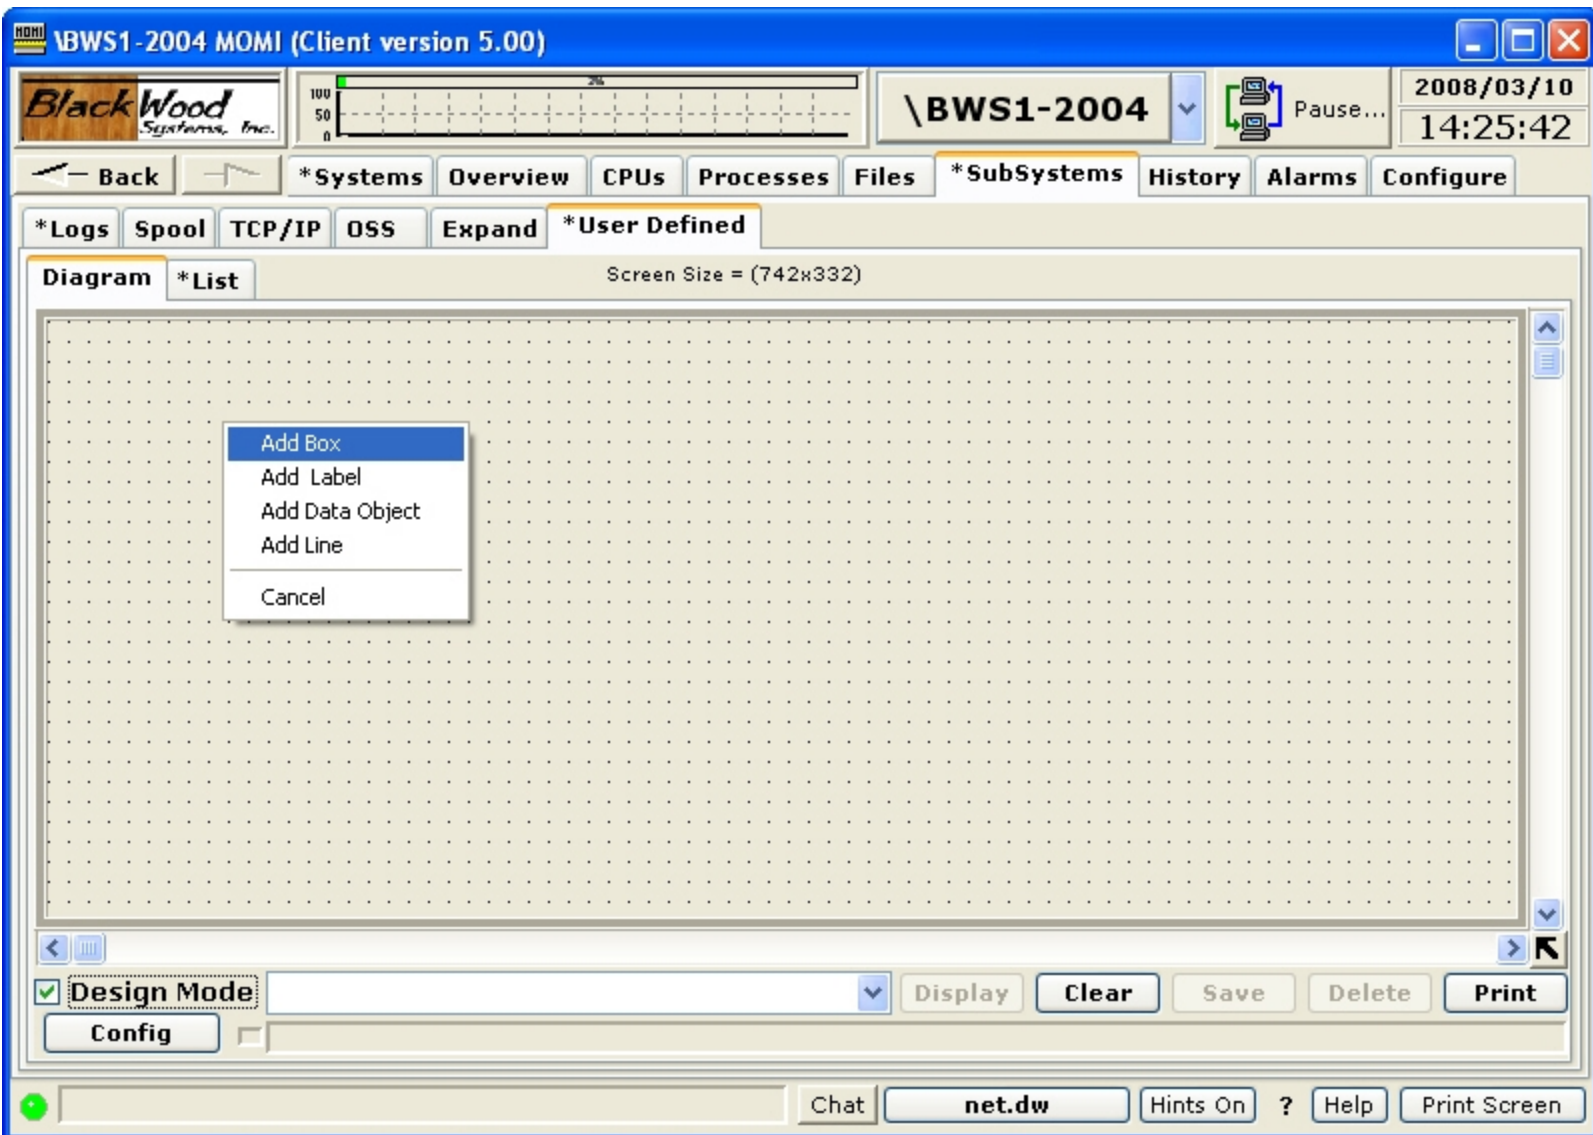 MOMI \BWS1-2004 MOMI (Client version 5.00)
BlackWood Systems, Inc.
2%
100
50
0
\BWS1-2004
Pause...
2008/03/10
14:25:42
Back *Systems Overview CPUs Processes Files *SubSystems History Alarms Configure
*Logs Spool TCP/IP OSS Expand *User Defined
Diagram *List Screen Size = (742x332)
Add Box
Add Label
Add Data Object
Add Line
Cancel
Design Mode Display Clear Save Delete Print
Config
Chat net.dw Hints On ? Help Print Screen